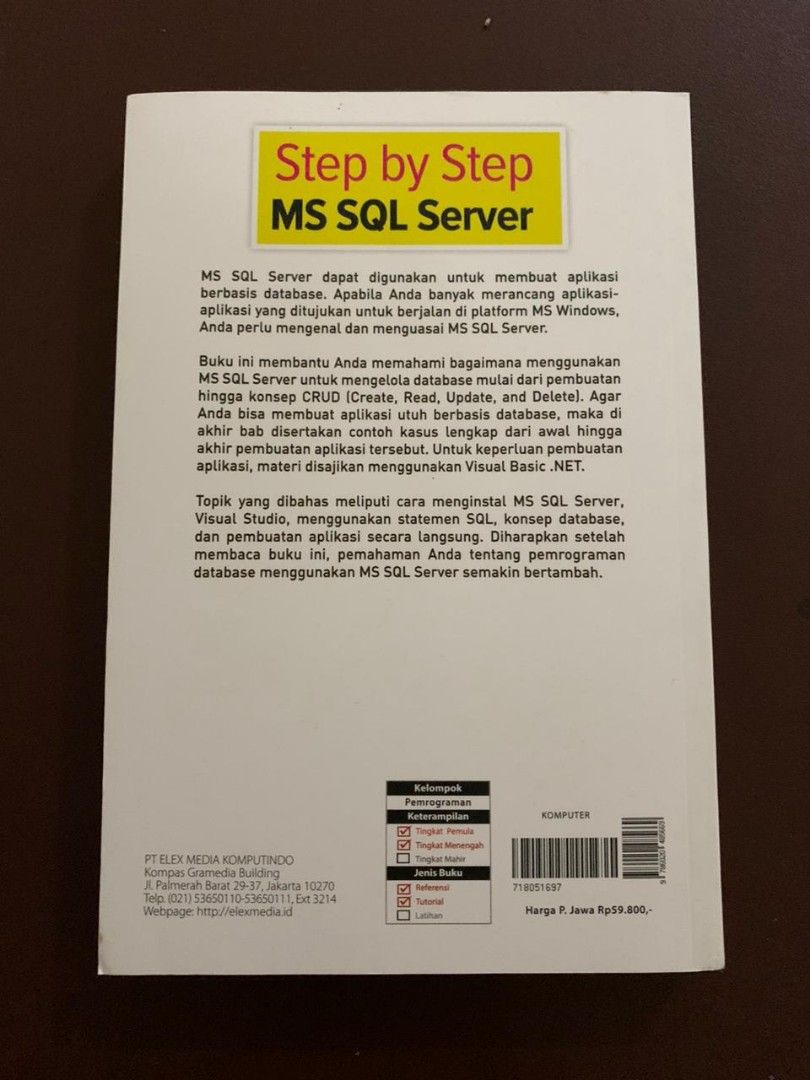 Step by Step
MS SQL Server
MS SQL Server dapat digunakan untuk membuat aplikasi
berbasis database. Apabila Anda banyak merancang aplikasi-
aplikasi yang ditujukan untuk berjalan di platform MS Windows,
Anda perlu mengenal dan menguasai MS SQL Server.
Buku ini membantu Anda memahami bagaimana menggunakan
MS SQL Server untuk mengelola database mulai dari pembuatan
hingga konsep CRUD (Create, Read, Update, and Delete). Agar
Anda bisa membuat aplikasi utuh berbasis database, maka di
akhir bab disertakan contoh kasus lengkap dari awal hingga
akhir pembuatan aplikasi tersebut. Untuk keperluan pembuatan
aplikasi, materi disajikan menggunakan Visual Basic .NET.
Topik yang dibahas meliputi cara menginstal MS SQL Server,
Visual Studio, menggunakan statemen SQL, konsep database,
dan pembuatan aplikasi secara langsung. Diharapkan setelah
membaca buku ini, pemahaman Anda tentang pemrograman
database menggunakan MS SQL Server semakin bertambah.
PT ELEX MEDIA KOMPUTINDO
Kompas Gramedia Building
Jl. Palmerah Barat 29-37, Jakarta 10270
Telp. (021) 53650110-53650111, Ext 3214
Webpage: http://elexmedia.id
Kelompok
Pemrograman
Keterampilan
Tingkat Pemula
Tingkat Menengah
Tingkat Mahir
Jenis Buku
Referensi
Tutorial
Latihan
KOMPUTER
718051697
Harga P. Jawa Rp59.800,-